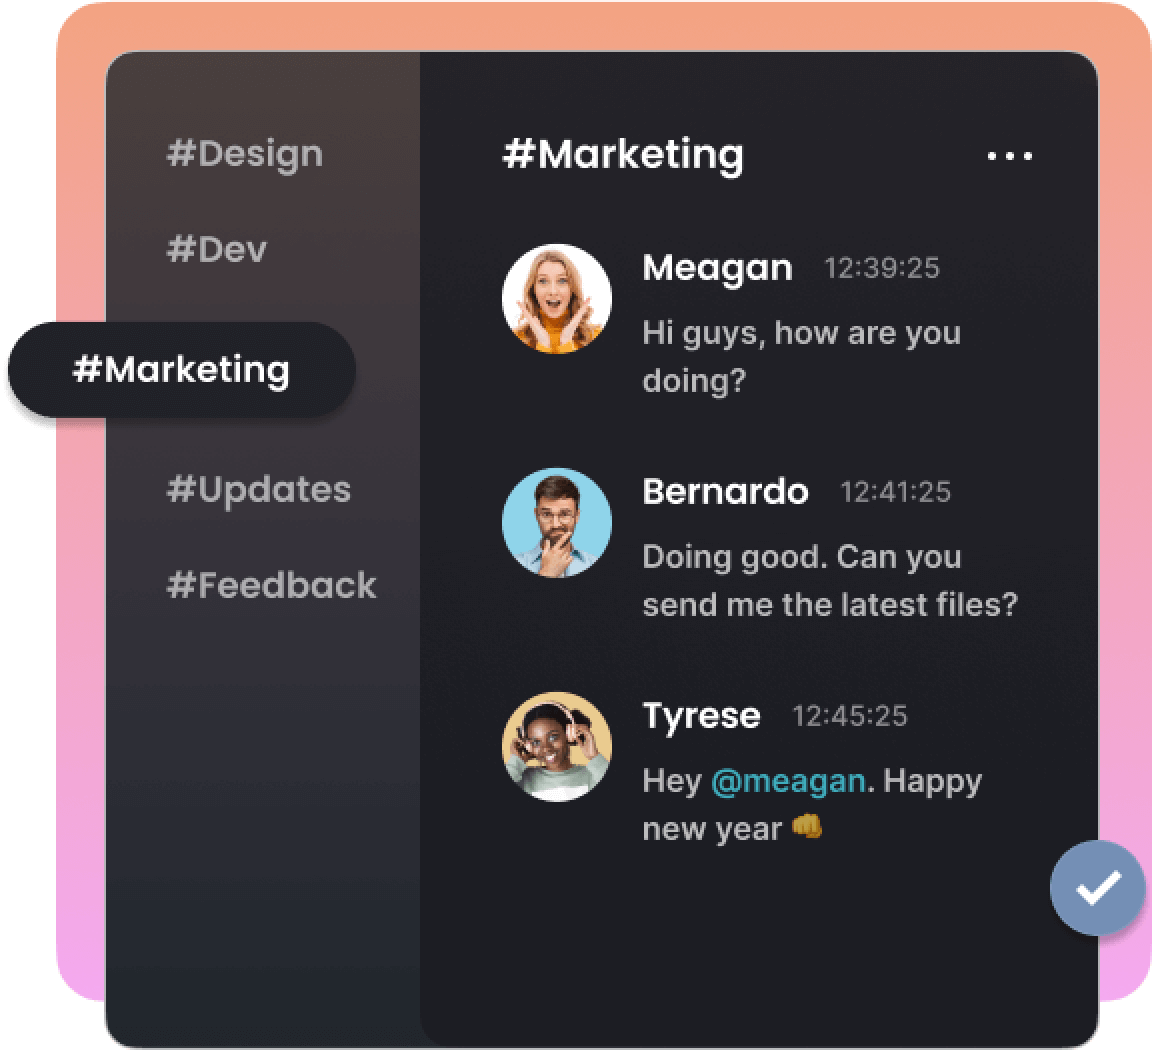 #Design
#Dev
#Marketing
#Updates
#Feedback
#Marketing
Meagan 12:39:25
Hi guys, how are you
doing?
Bernardo 12:41:25
Doing good. Can you
send me the latest files?
Tyrese 12:45:25
Hey @meagan. Happy
new year 👊